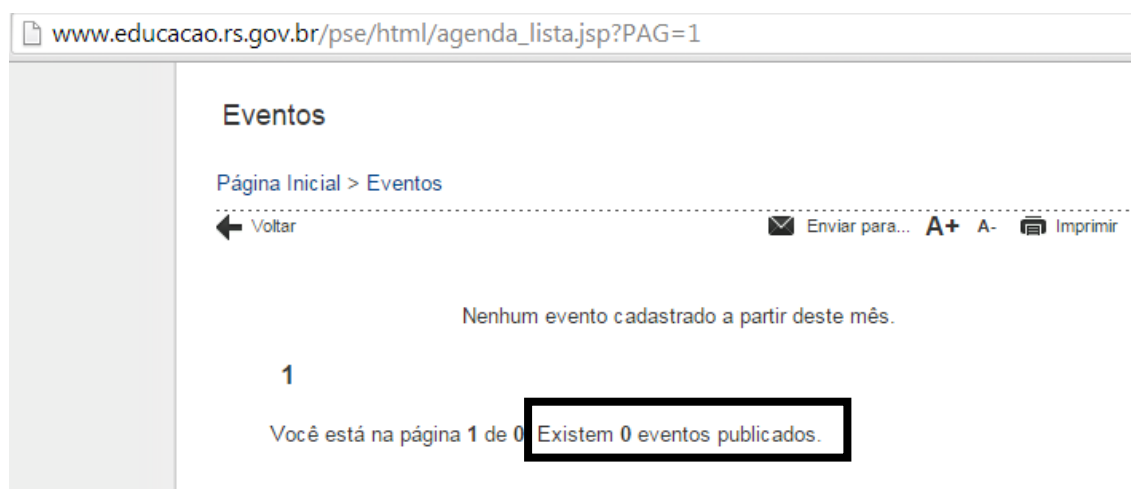 www.educacao.rs.gov.br/pse/html/agenda_lista.jsp?PAG=1
Eventos
Página Inicial > Eventos
Voltar Enviar para... A+ A- Imprimir
Nenhum evento cadastrado a partir deste mês.
1
Você está na página 1 de 0 Existem 0 eventos publicados.